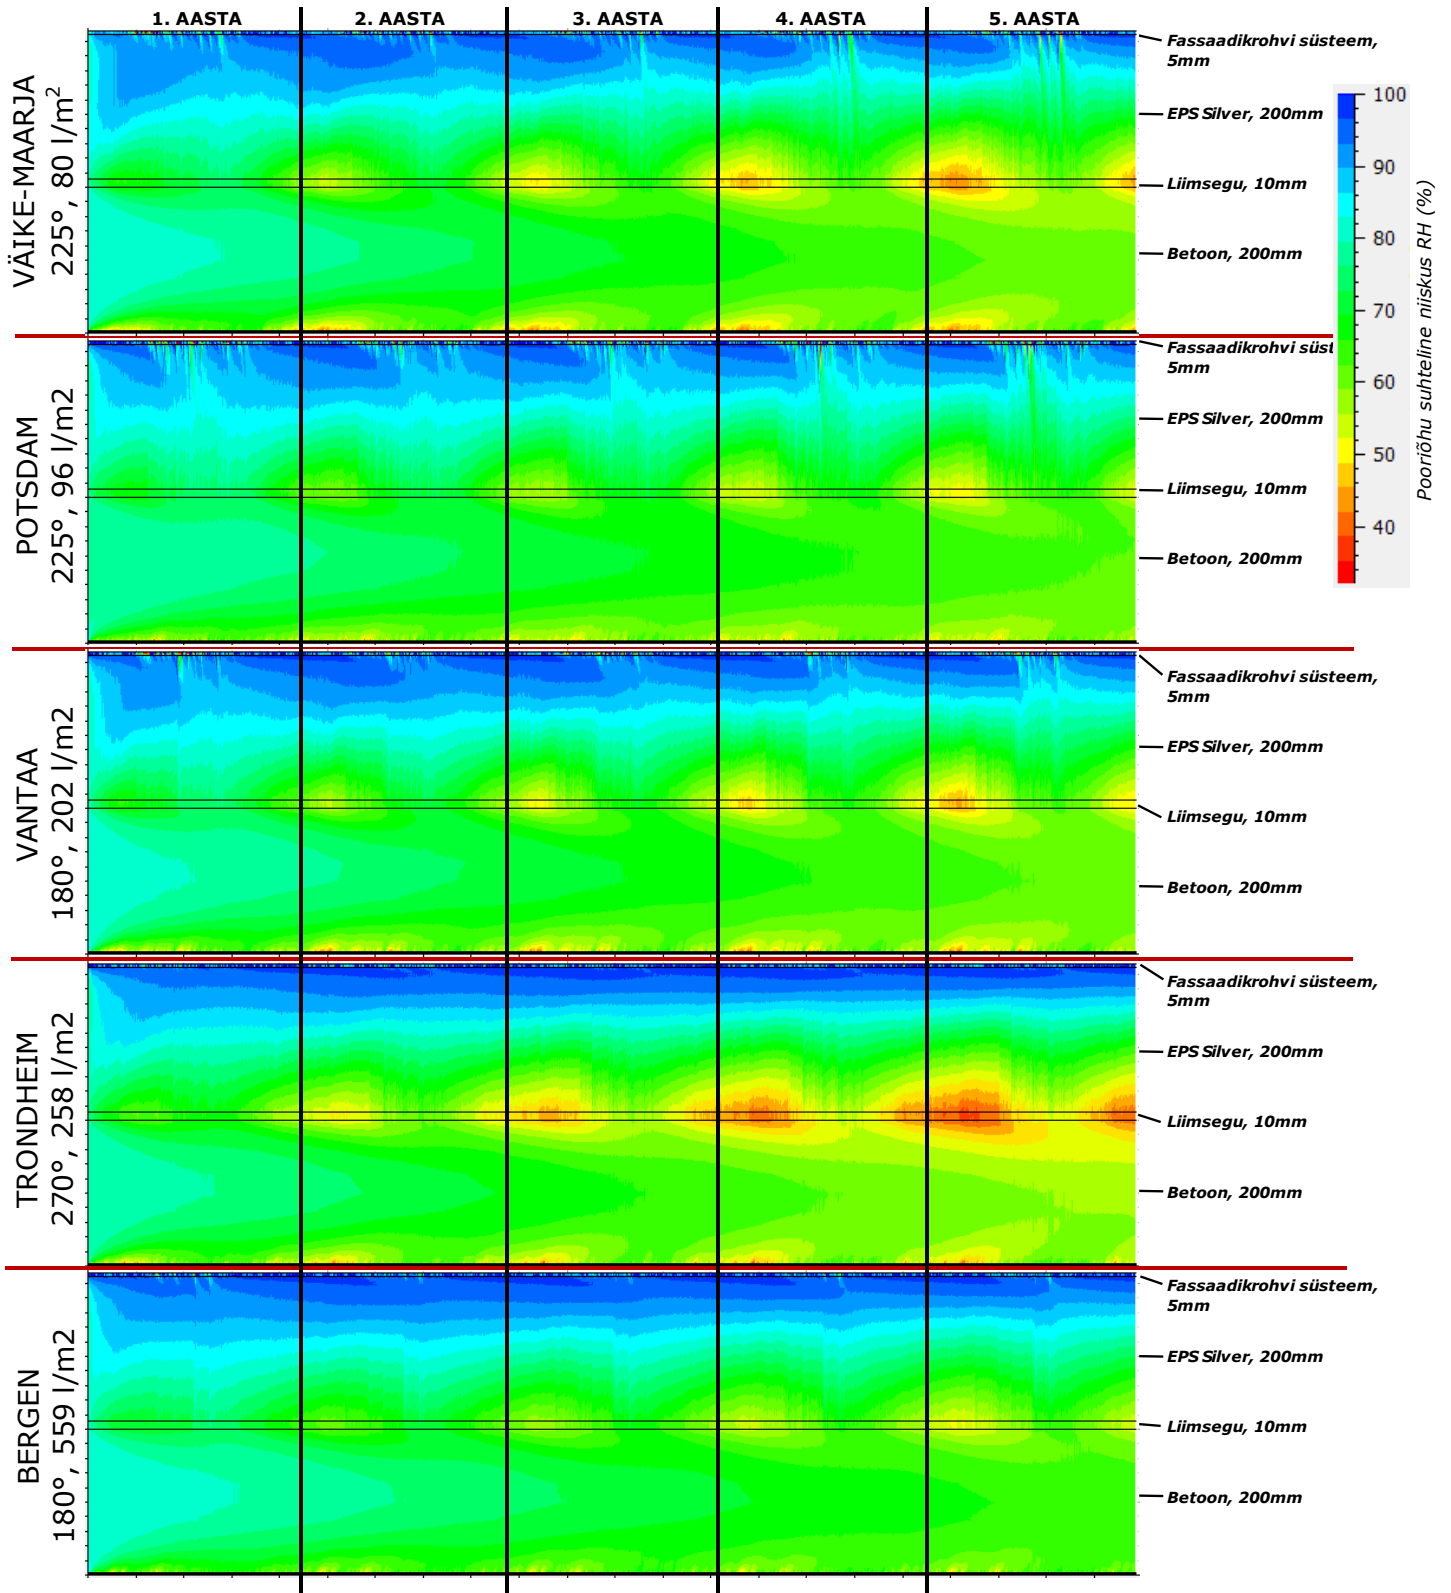 1. AASTA 2. AASTA 3. AASTA 4. AASTA 5. AASTA
VÄIKE-MAARJA
225°, 80 l/m²
Fassaadikrohvi süsteem,
5mm
EPS Silver, 200mm
Liimsegu, 10mm
Betoon, 200mm
100
90
80
70
60
50
40
Pooriõhu suhteline niiskus RH (%)
POTSDAM
225°, 96 l/m2
Fassaadikrohvi süst
5mm
EPS Silver, 200mm
Liimsegu, 10mm
Betoon, 200mm
VANTAA
180°, 202 l/m2
Fassaadikrohvi süsteem,
5mm
EPS Silver, 200mm
Liimsegu, 10mm
Betoon, 200mm
TRONDHEIM
270°, 258 l/m2
Fassaadikrohvi süsteem,
5mm
EPS Silver, 200mm
Liimsegu, 10mm
Betoon, 200mm
BERGEN
180°, 559 l/m2
Fassaadikrohvi süsteem,
5mm
EPS Silver, 200mm
Liimsegu, 10mm
Betoon, 200mm